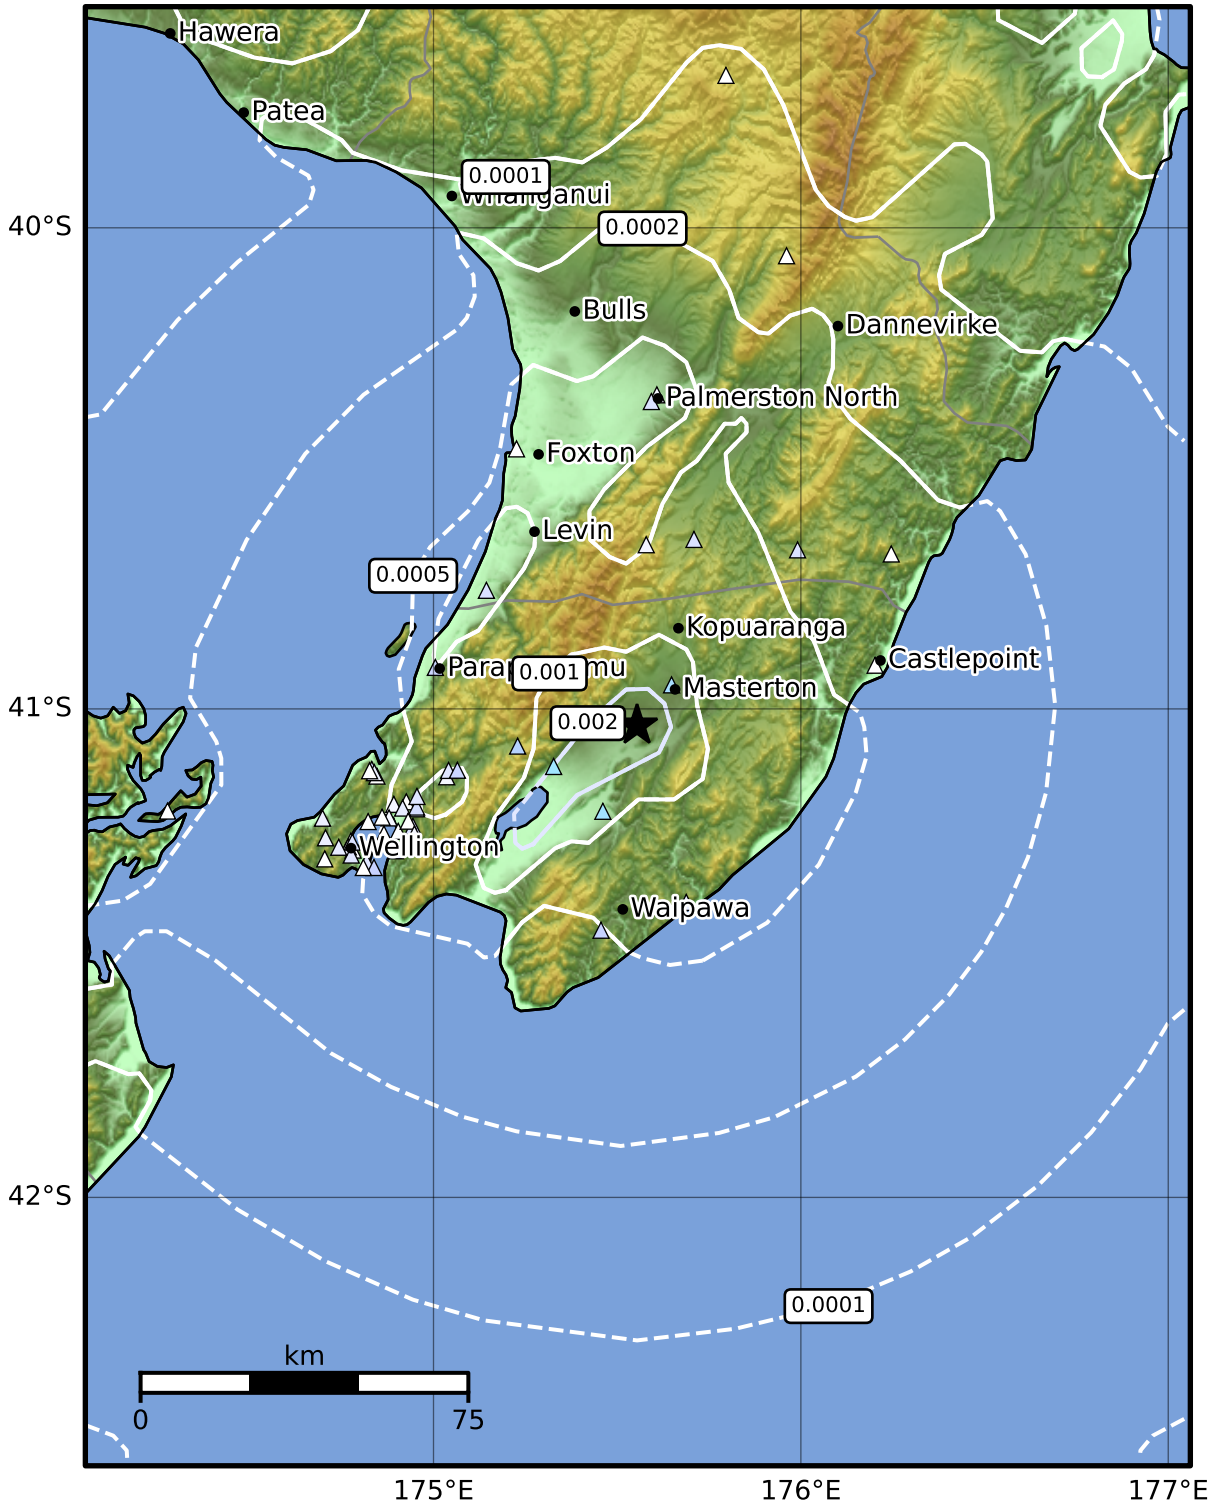 Hawera
Patea
0.0001
Whanganui
0.0002
40°S
Bulls
Dannevirke
Palmerston North
Foxton
Levin
0.0005
Kopuaranga
Castlepoint
0.001
Masterton
41°S
0.002
Wellington
Waipawa
42°S
0.0001
km
0
75
175°E
176°E
177°E